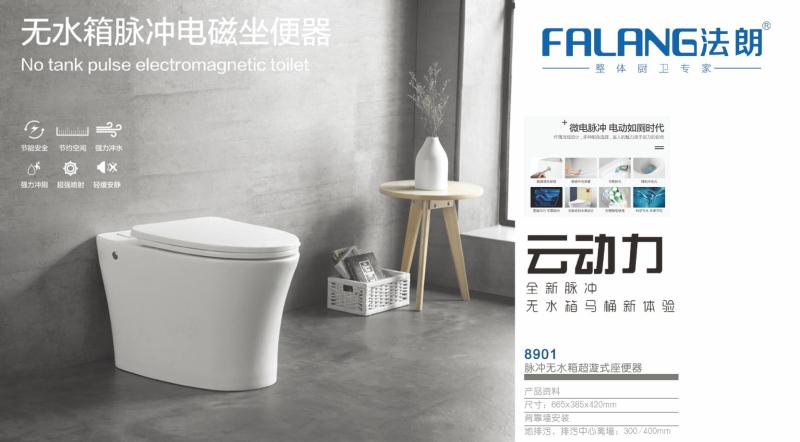 无水箱脉冲电磁坐便器
No tank pulse electromagnetic toilet
节能安全 节约空间 强力冲水
强力冲刷 超强喷射 轻缓安静
FALANG法朗®
整体厨卫专家
微电脉冲 电动如厕时代
云动力
全新脉冲
无水箱马桶新体验
8901
脉冲无水箱超漩式座便器
产品资料
尺寸：665x385x420mm
背靠墙安装
地排污、排污中心离墙：300/400mm